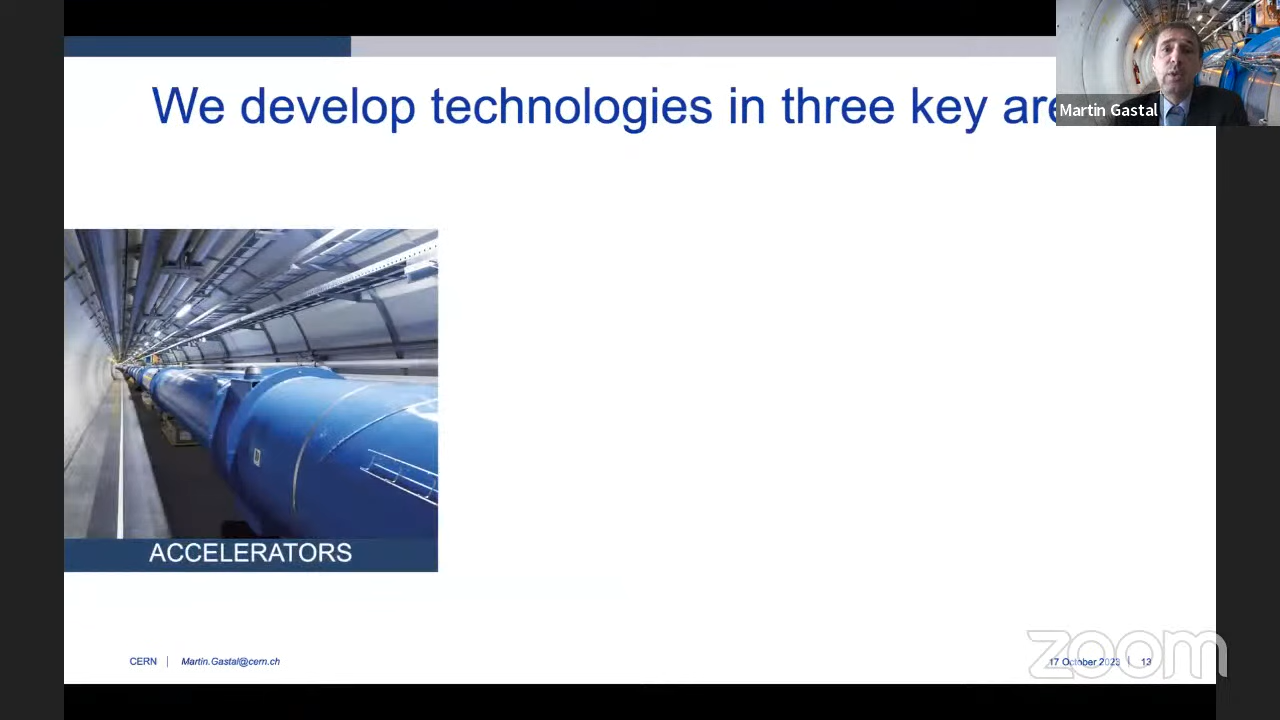 We develop technologies in three key are
Martin Gastal
ACCELERATORS
CERN | Martin.Gastal@cern.ch
17 October 2023 | 13
zoom